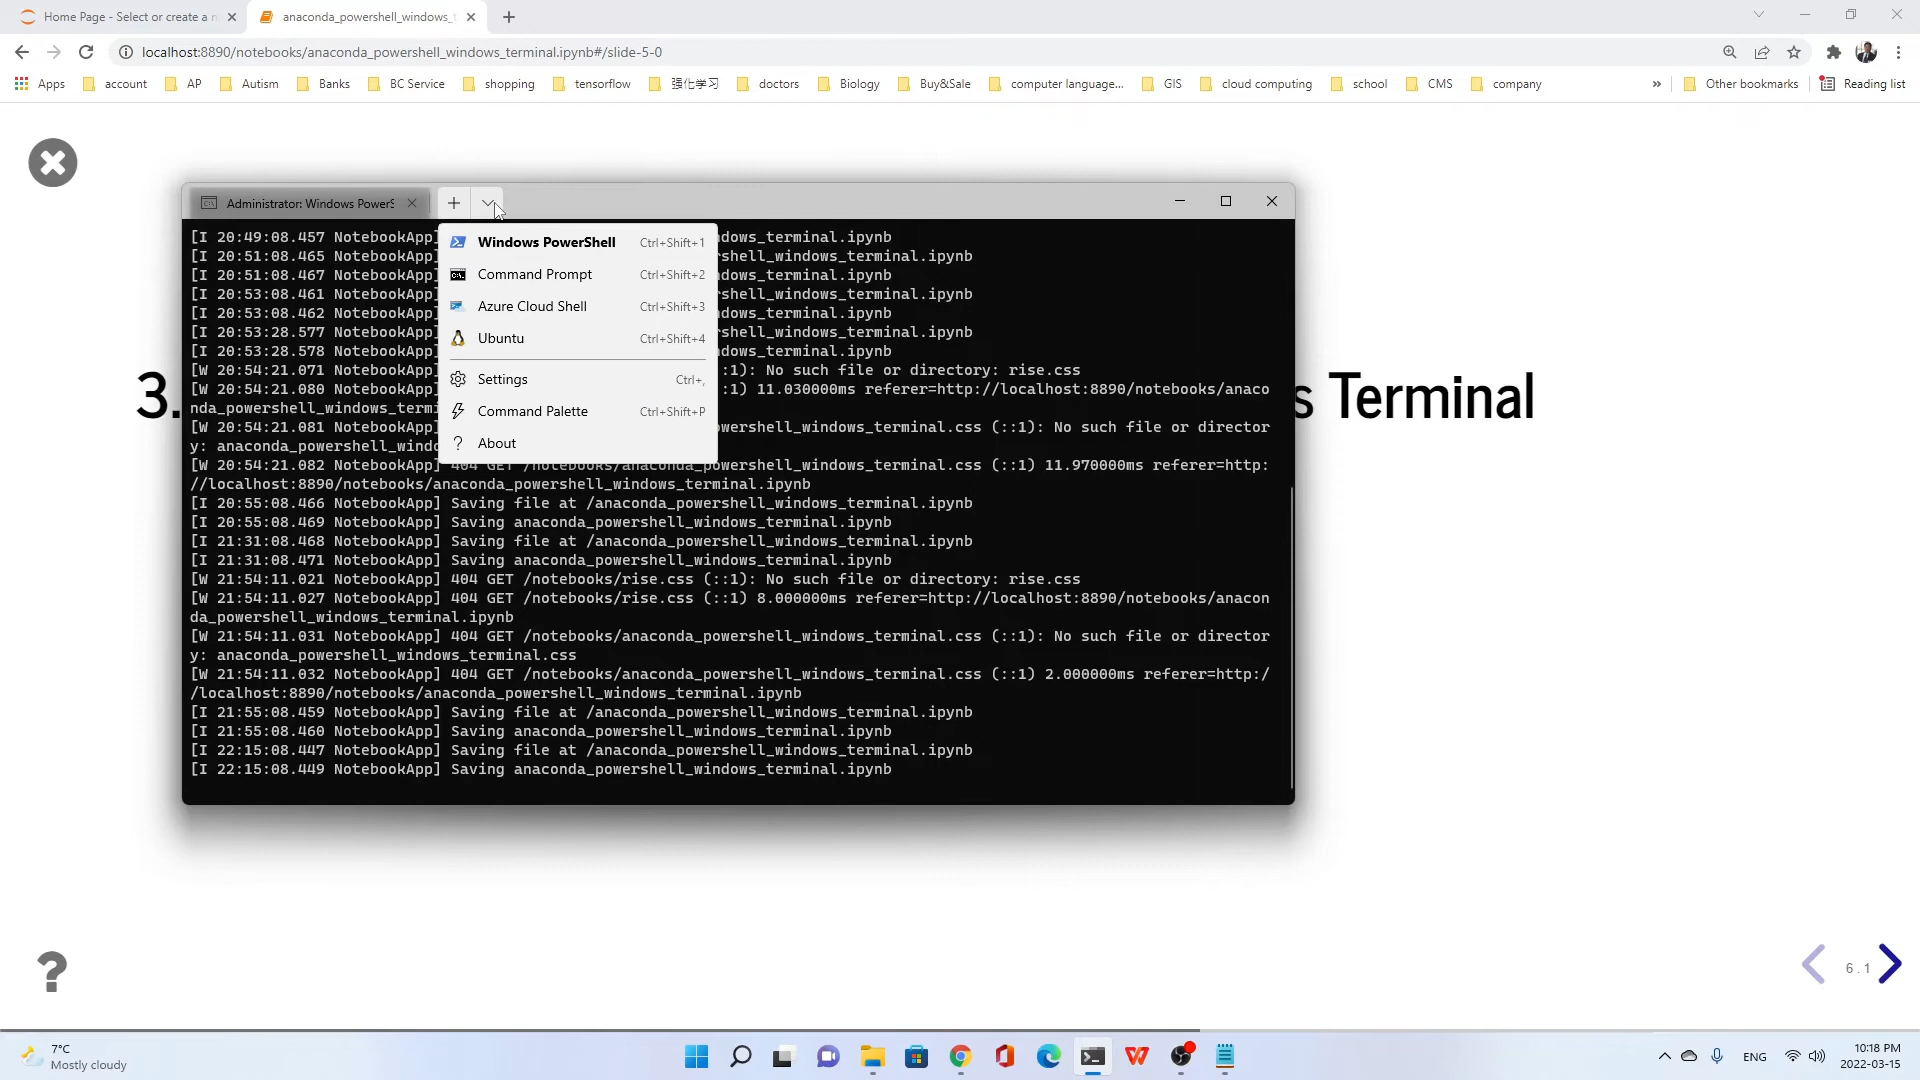 Home Page - Select or create a n
anaconda_powershell_windows_t
localhost:8890/notebooks/anaconda_powershell_windows_terminal.ipynb#/slide-5-0
Apps account AP Autism Banks BC Service shopping tensorflow 强化学习 doctors Biology Buy&Sale computer language... GIS cloud computing school CMS company » Other bookmarks Reading list
Administrator: Windows PowerS
Windows PowerShell Ctrl+Shift+1
Command Prompt Ctrl+Shift+2
Azure Cloud Shell Ctrl+Shift+3
Ubuntu Ctrl+Shift+4
Settings Ctrl+,
Command Palette Ctrl+Shift+P
? About
3.
s Terminal
[I 20:49:08.457 NotebookApp] dows_terminal.ipynb
[I 20:51:08.465 NotebookApp] shell_windows_terminal.ipynb
[I 20:51:08.467 NotebookApp] dows_terminal.ipynb
[I 20:53:08.461 NotebookApp] shell_windows_terminal.ipynb
[I 20:53:08.462 NotebookApp] dows_terminal.ipynb
[I 20:53:28.577 NotebookApp] shell_windows_terminal.ipynb
[I 20:53:28.578 NotebookApp] dows_terminal.ipynb
[W 20:54:21.071 NotebookApp] :1): No such file or directory: rise.css
[W 20:54:21.080 NotebookApp] :1) 11.030000ms referer=http://localhost:8890/notebooks/anaco
nda_powershell_windows_termi
[W 20:54:21.081 NotebookApp] shell_windows_terminal.css (::1): No such file or director
y: anaconda_powershell_windo
[W 20:54:21.082 NotebookApp] 404 GET /notebooks/anaconda_powershell_windows_terminal.css (::1) 11.970000ms referer=http:
//localhost:8890/notebooks/anaconda_powershell_windows_terminal.ipynb
[I 20:55:08.466 NotebookApp] Saving file at /anaconda_powershell_windows_terminal.ipynb
[I 20:55:08.469 NotebookApp] Saving anaconda_powershell_windows_terminal.ipynb
[I 21:31:08.468 NotebookApp] Saving file at /anaconda_powershell_windows_terminal.ipynb
[I 21:31:08.471 NotebookApp] Saving anaconda_powershell_windows_terminal.ipynb
[W 21:54:11.021 NotebookApp] 404 GET /notebooks/rise.css (::1): No such file or directory: rise.css
[W 21:54:11.027 NotebookApp] 404 GET /notebooks/rise.css (::1) 8.000000ms referer=http://localhost:8890/notebooks/anacon
da_powershell_windows_terminal.ipynb
[W 21:54:11.031 NotebookApp] 404 GET /notebooks/anaconda_powershell_windows_terminal.css (::1): No such file or director
y: anaconda_powershell_windows_terminal.css
[W 21:54:11.032 NotebookApp] 404 GET /notebooks/anaconda_powershell_windows_terminal.css (::1) 2.000000ms referer=http:/
/localhost:8890/notebooks/anaconda_powershell_windows_terminal.ipynb
[I 21:55:08.459 NotebookApp] Saving file at /anaconda_powershell_windows_terminal.ipynb
[I 21:55:08.460 NotebookApp] Saving anaconda_powershell_windows_terminal.ipynb
[I 22:15:08.447 NotebookApp] Saving file at /anaconda_powershell_windows_terminal.ipynb
[I 22:15:08.449 NotebookApp] Saving anaconda_powershell_windows_terminal.ipynb
?
6 . 1
7°C
Mostly cloudy
ENG
10:18 PM
2022-03-15